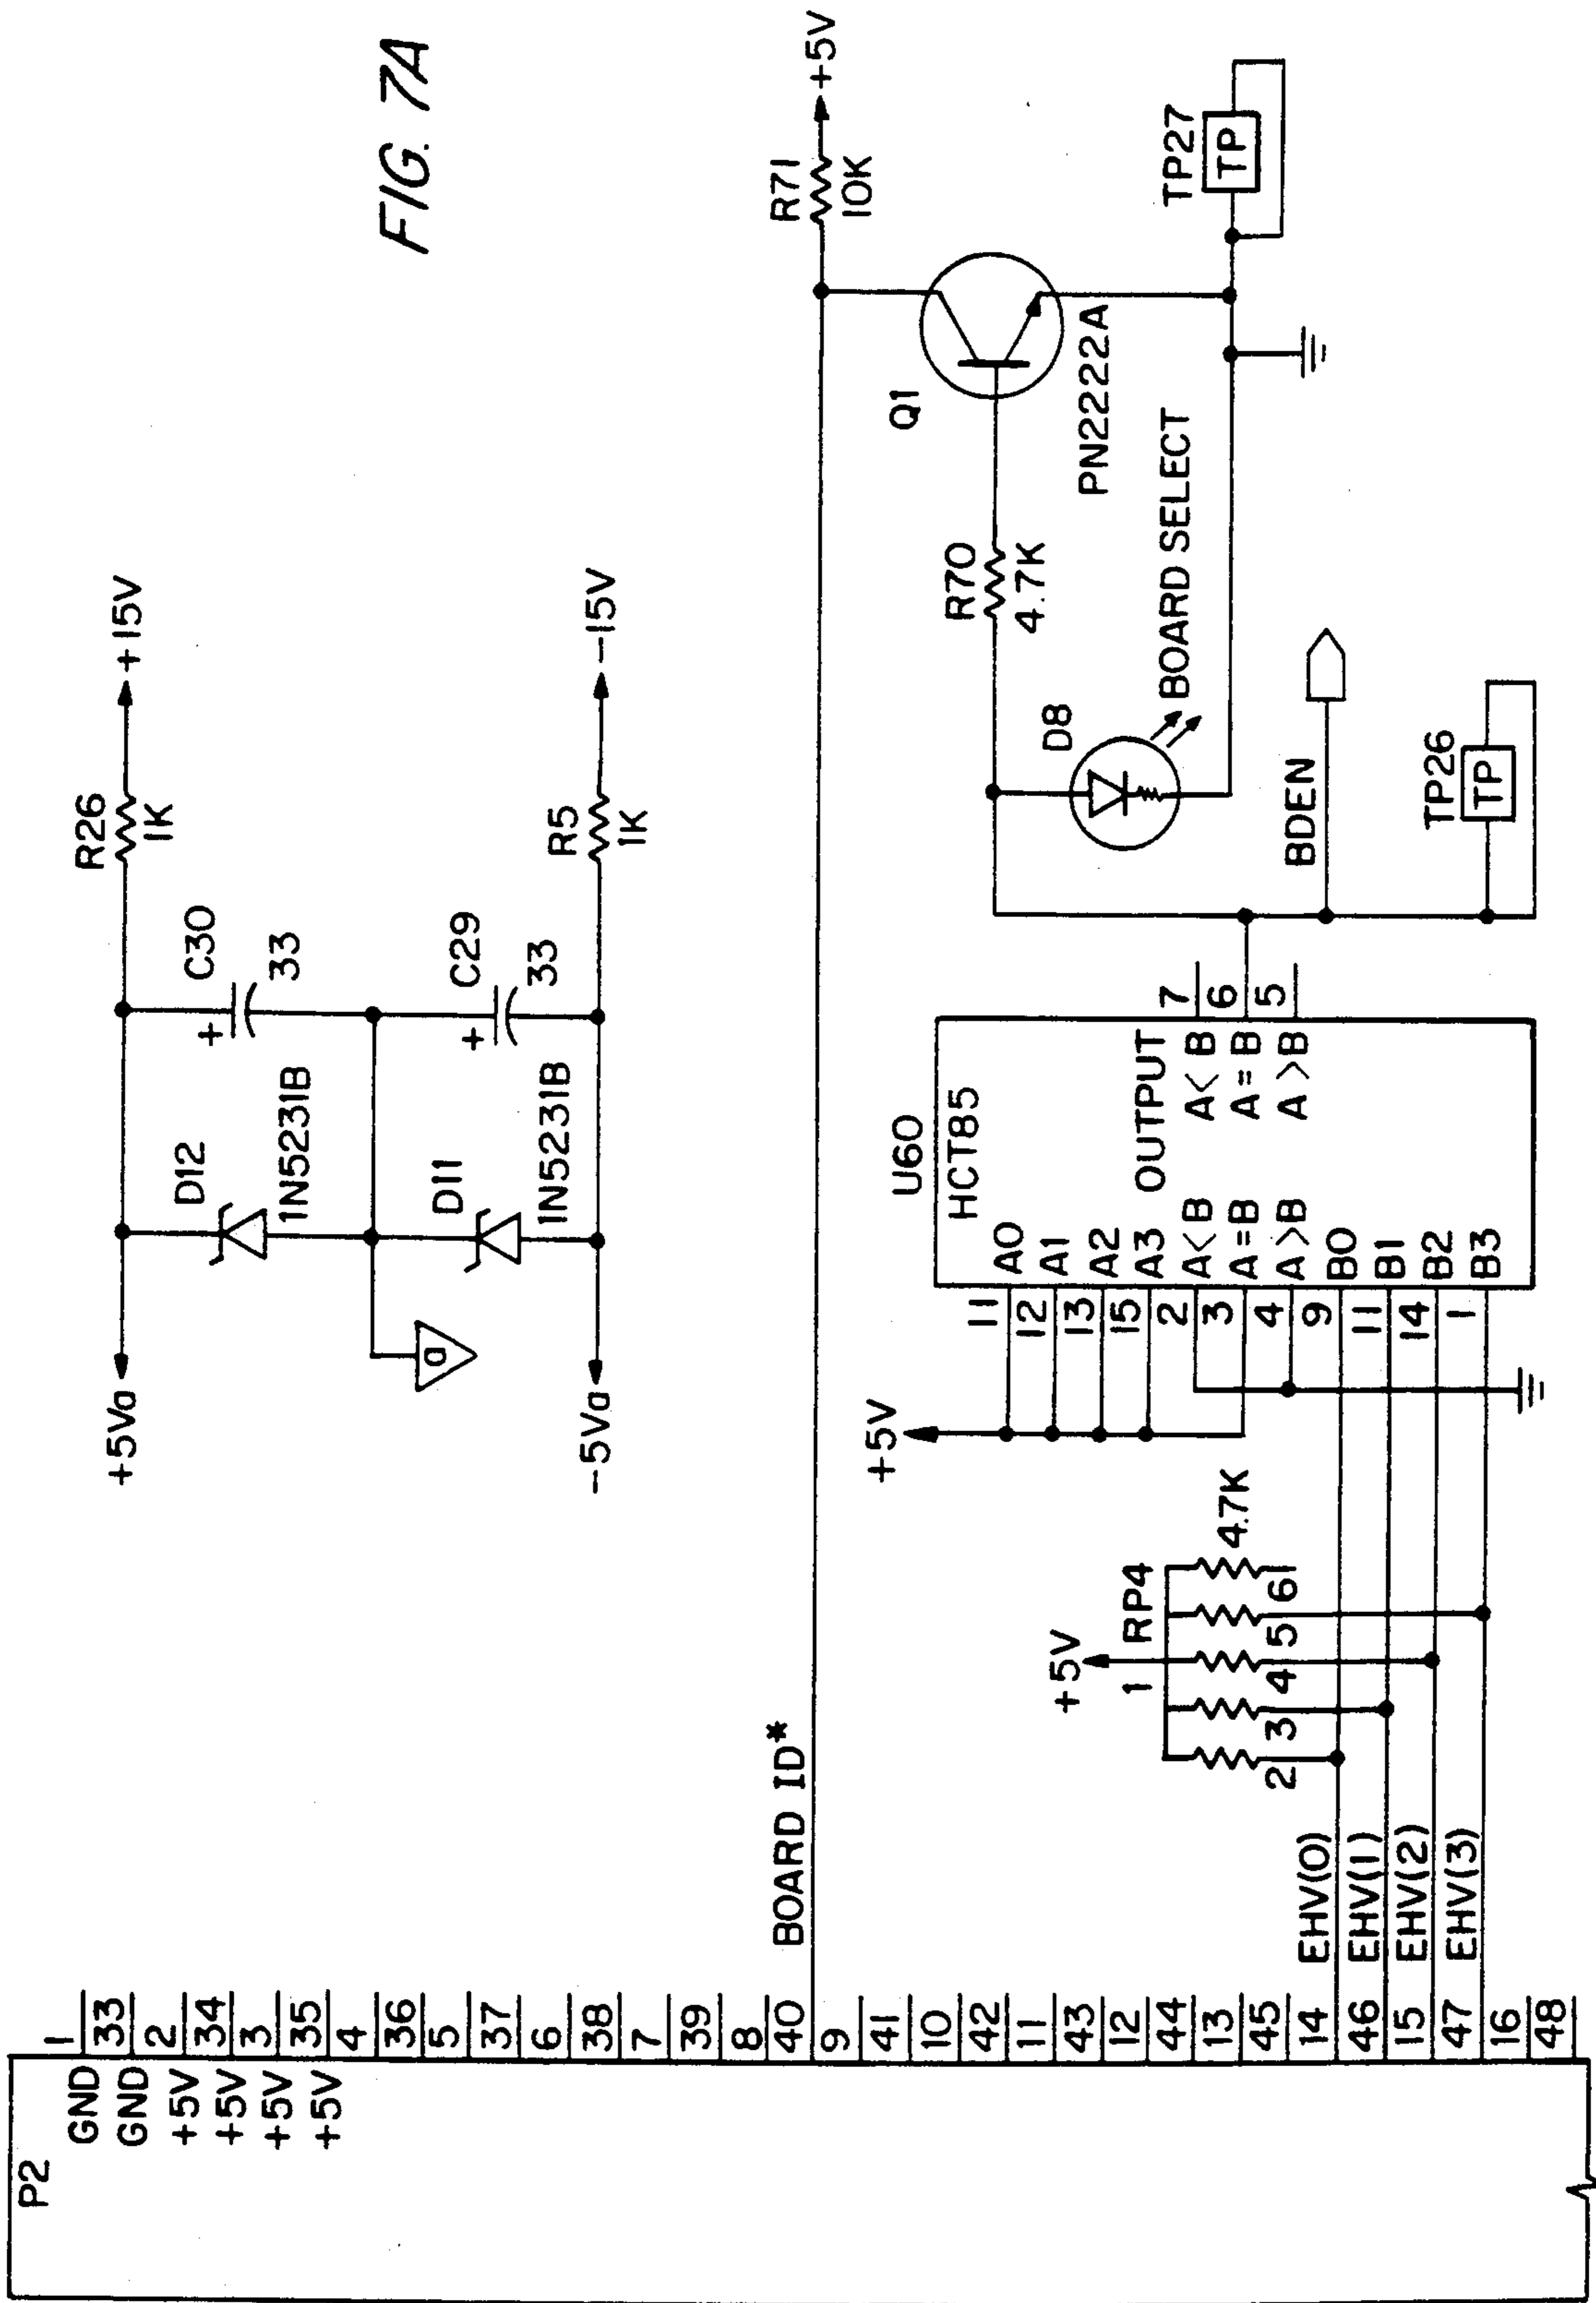 FIG. 7A
P2
GND
GND
+5V
+5V
+5V
+5V
1
33
2
34
3
35
4
36
5
37
6
38
7
39
8
40
9
41
10
42
11
43
12
44
13
45
14
46
15
47
16
48
+5Va
D12
1N5231B
C30
+
33
R26
1K
+15V
a
D11
1N5231B
C29
+
33
-5Va
R5
1K
-15V
BOARD ID*
R71
10K
+5V
Q1
PN2222A
R70
4.7K
D8
BOARD SELECT
TP27
TP
BDEN
TP26
TP
+5V
1
RP4
4.7K
2
3
4
5
6
EHV(0)
EHV(1)
EHV(2)
EHV(3)
+5V
U60
HCT85
11
A0
12
A1
13
A2
15
A3
2
A<B
3
A=B
4
A>B
9
B0
11
B1
14
B2
1
B3
OUTPUT
A<B
7
A=B
6
A>B
5